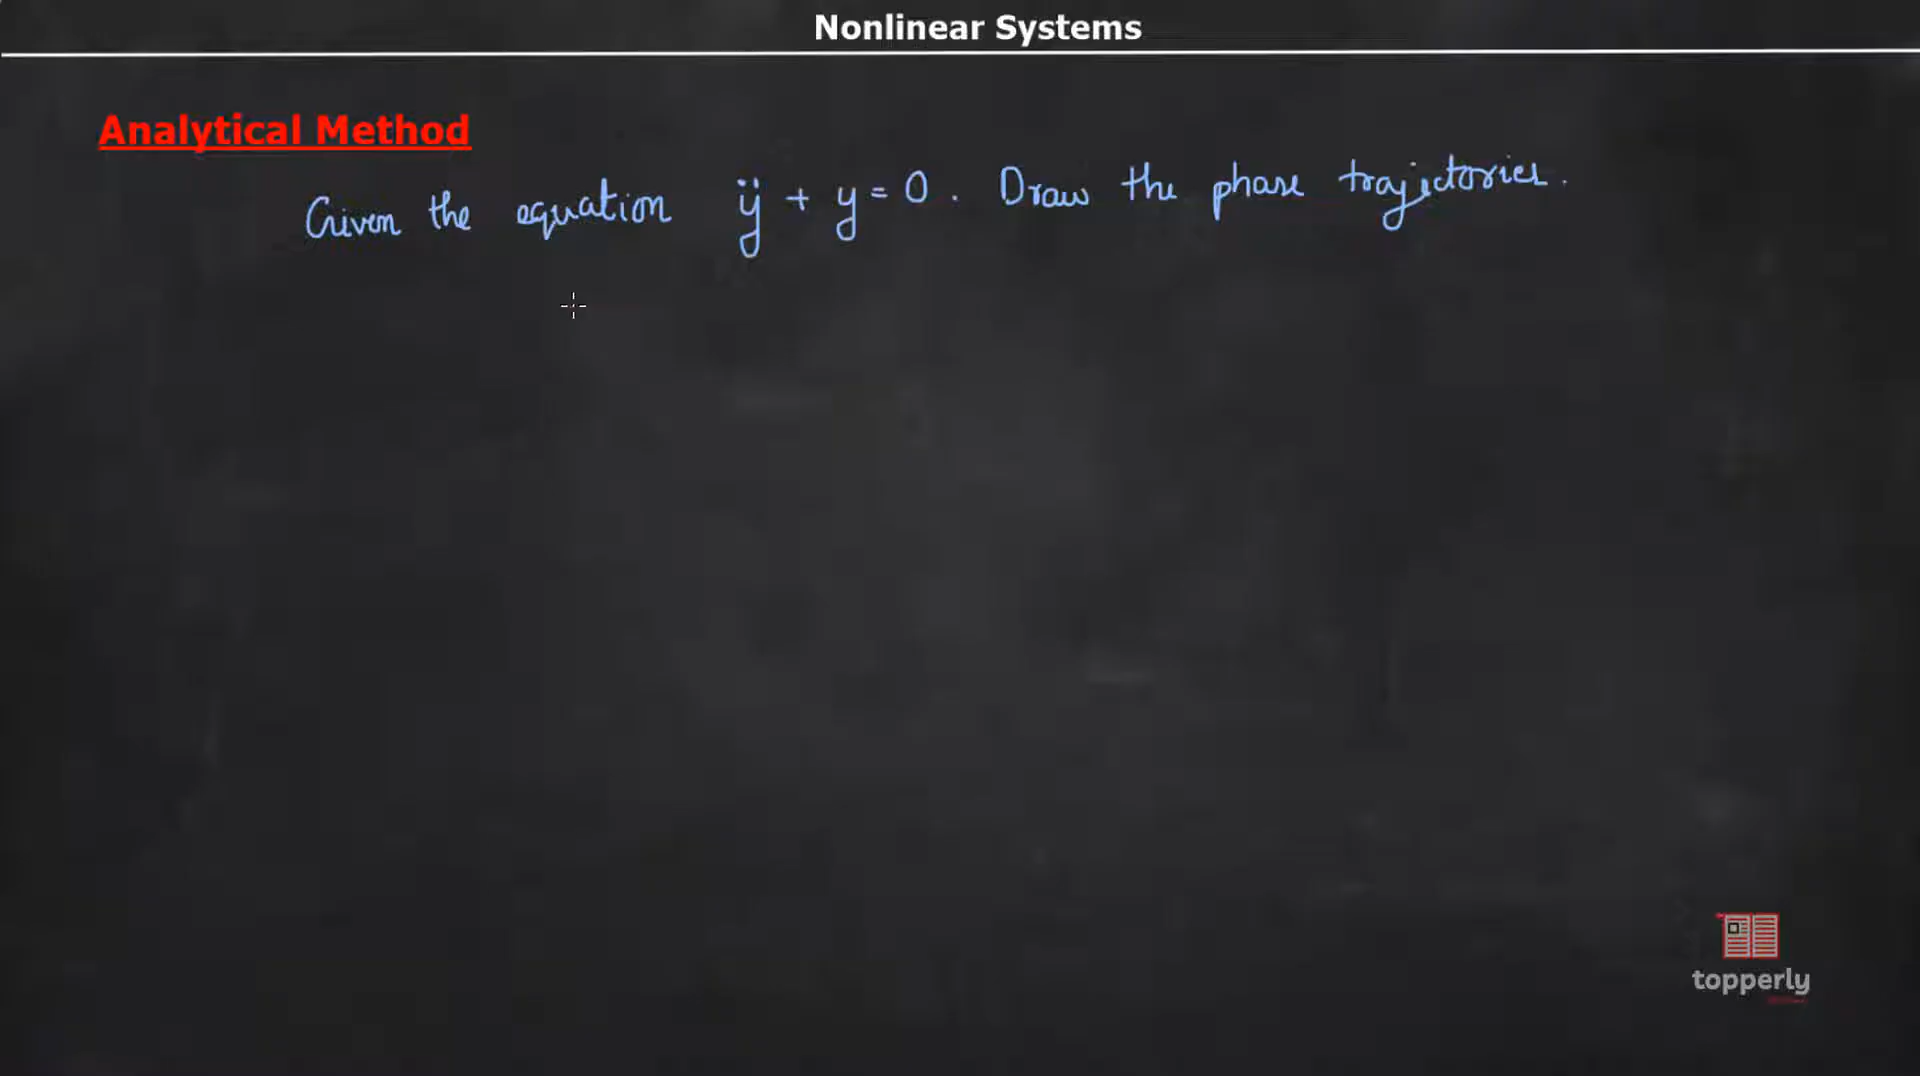 Nonlinear Systems
Analytical Method
Given the equation ÿ + y = 0 . Draw the phase trajectories .
topperly